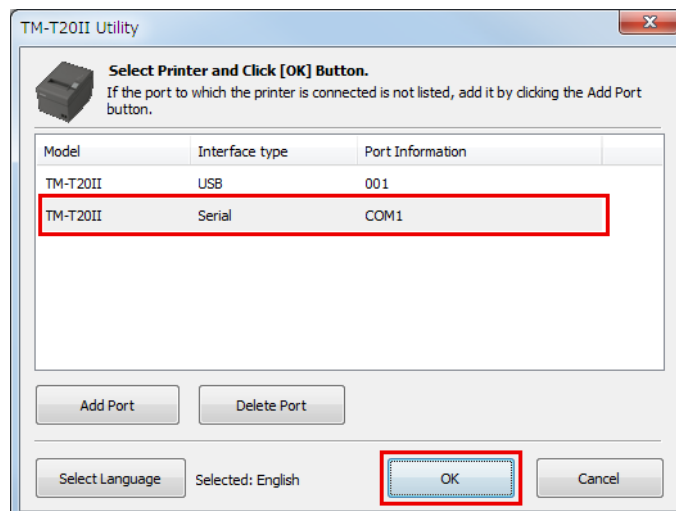 TM-T20II Utility
Select Printer and Click [OK] Button.
If the port to which the printer is connected is not listed, add it by clicking the Add Port
button.
Model Interface type Port Information
TM-T20II USB 001
TM-T20II Serial COM1
Add Port Delete Port
Select Language Selected: English OK Cancel